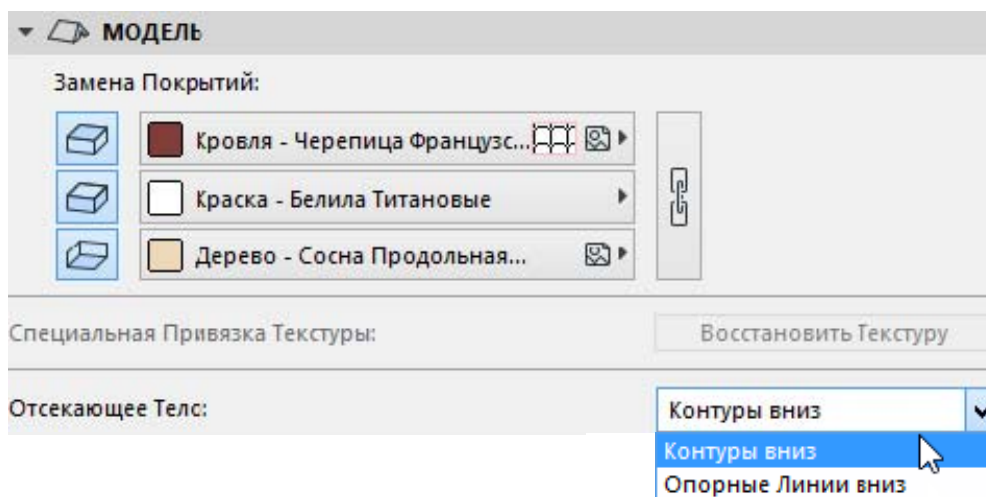 МОДЕЛЬ
Замена Покрытий:
Кровля - Черепица Французс...
Краска - Белила Титановые
Дерево - Сосна Продольная...
Специальная Привязка Текстуры:
Восстановить Текстуру
Отсекающее Тело:
Контуры вниз
Контуры вниз
Опорные Линии вниз